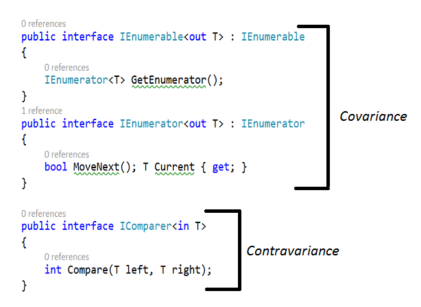 0 references
public interface IEnumerable<out T> : IEnumerable
{
0 references
IEnumerator<T> GetEnumerator();
}
1 reference
public interface IEnumerator<out T> : IEnumerator
{
0 references
bool MoveNext(); T Current { get; }
}
Covariance
0 references
public interface IComparer<in T>
{
0 references
int Compare(T left, T right);
}
Contravariance